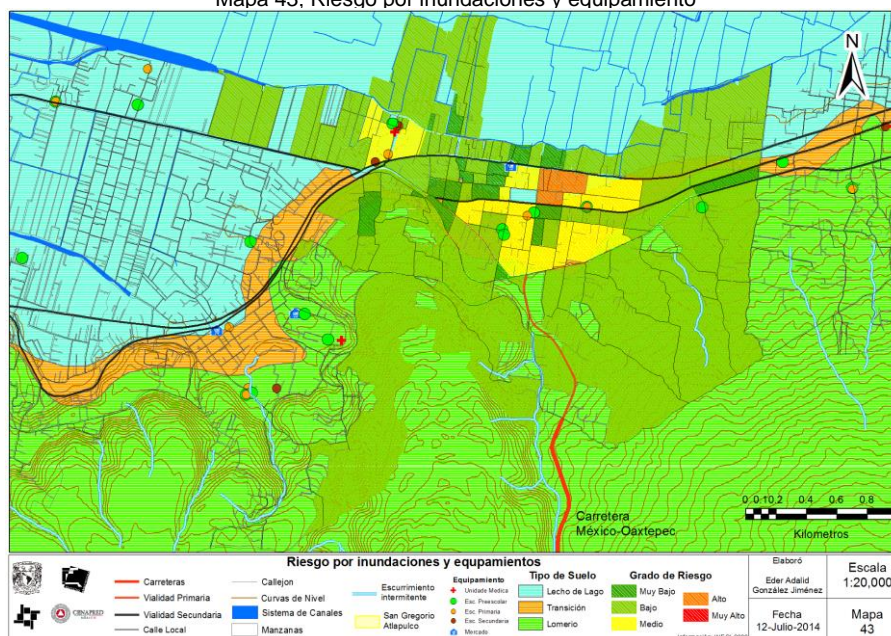 Mapa 43, Riesgo por inundaciones y equipamiento
N
Carretera
México-Oaxtepec
0.0 0.1 0.2 0.4 0.6 0.8
Kilometros
Riesgo por inundaciones y equpamientos
Carreteras
Vialidad Primaria
Vialidad Secundaria
Calle Local
Callejon
Curvas de Nivel
Sistema de Canales
Manzanas
Escurrimiento
intermitente
San Gregorio
Atlapulco
Equipamiento
Unidade Medica
Esc. Preescolar
Esc. Primaria
Esc. Secundaria
Mercado
Tipo de Suelo
Lecho de Lago
Transición
Lomerio
Grado de Riesgo
Muy Bajo
Bajo
Medio
Alto
Muy Alto
Elaboró
Eder Adalid
González Jiménez
Fecha
12-Julio-2014
Escala
1:20,000
Mapa
43
CENAPRED